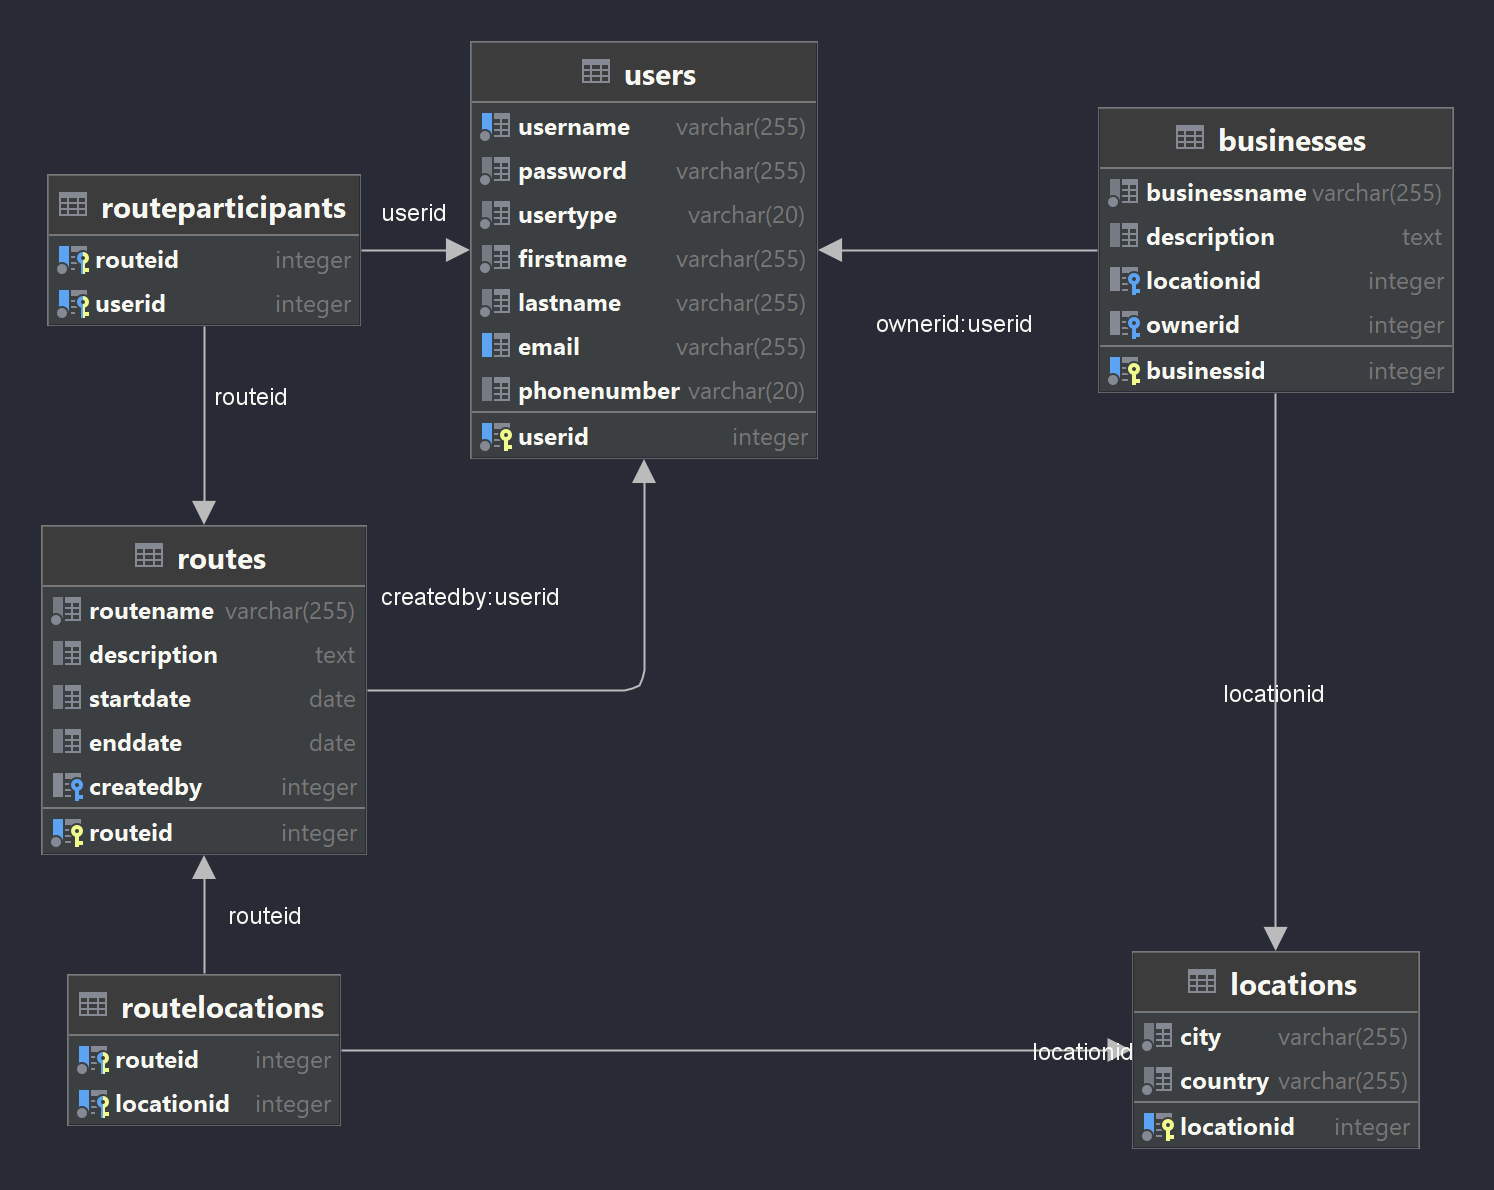 users
username varchar(255)
password varchar(255)
usertype varchar(20)
firstname varchar(255)
lastname varchar(255)
email varchar(255)
phonenumber varchar(20)
userid integer
businesses
businessname varchar(255)
description text
locationid integer
ownerid integer
businessid integer
routeparticipants
routeid integer
userid integer
userid
ownerid:userid
routeid
routes
routename varchar(255)
description text
startdate date
enddate date
createdby integer
routeid integer
createdby:userid
locationid
routeid
routelocations
routeid integer
locationid integer
locationid
locations
city varchar(255)
country varchar(255)
locationid integer